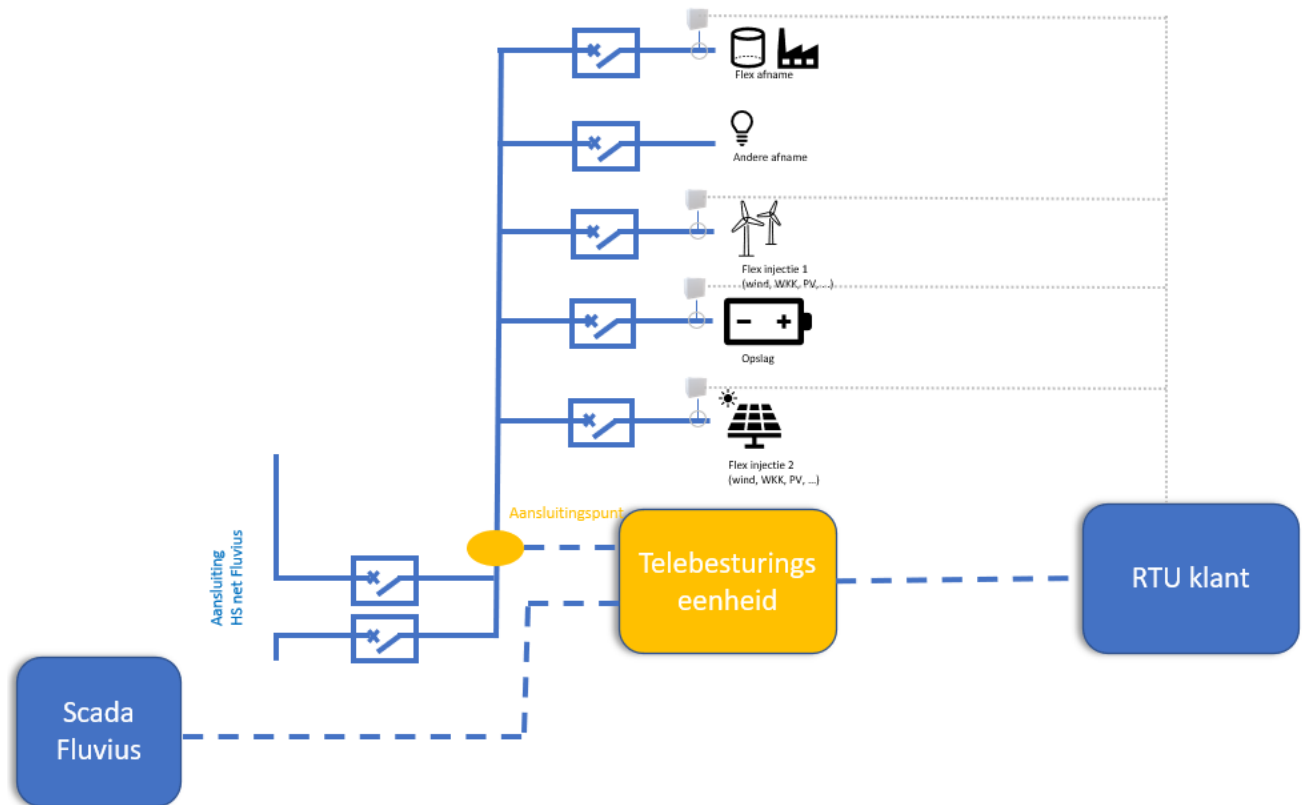 Flex afname
Andere afname
Flex injectie 1
(wind, WKK, PV, ...)
Opslag
Flex injectie 2
(wind, WKK, PV, ...)
Aansluitingspunt
Aansluiting
HS net Fluvius
Telebesturings
eenheid
RTU klant
Scada
Fluvius